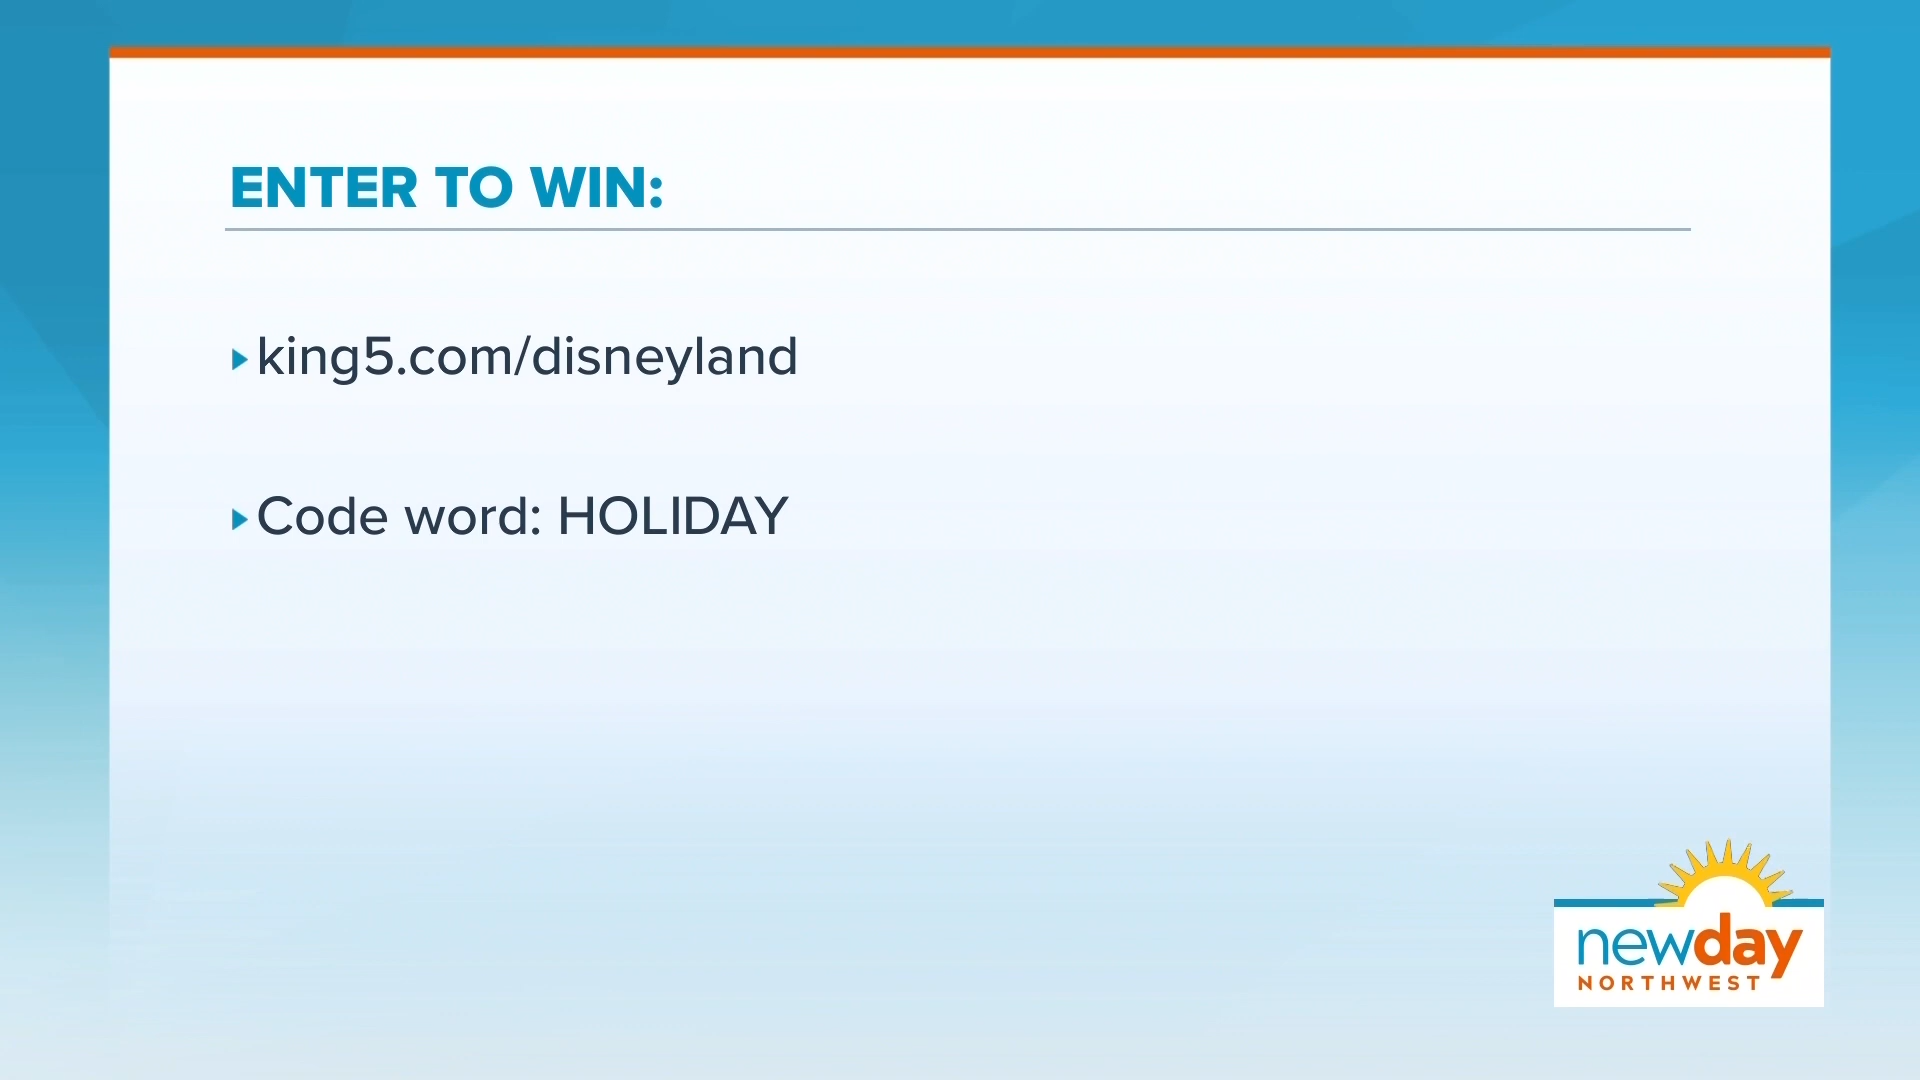 ENTER TO WIN:
king5.com/disneyland
Code word: HOLIDAY
newday
NORTHWEST